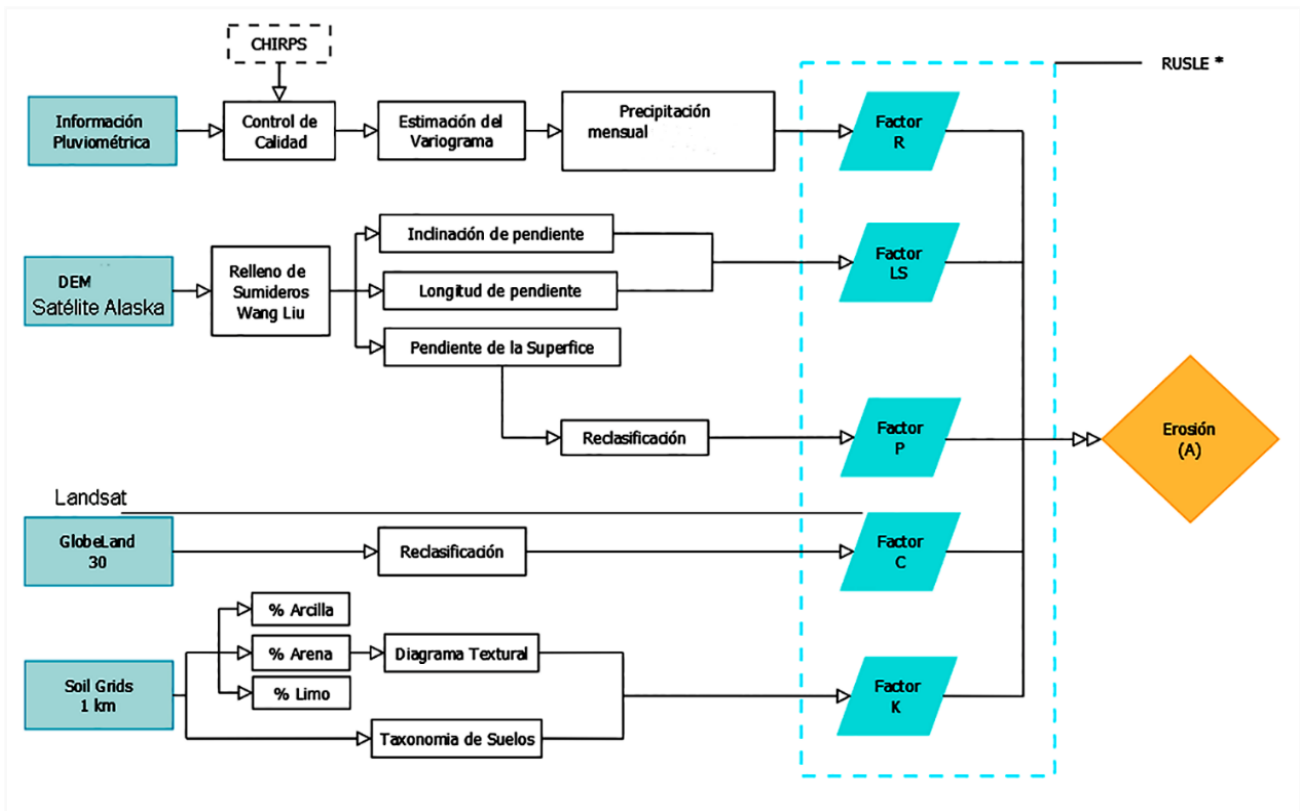 CHIRPS
RUSLE *
Información
Pluviométrica
Control de
Calidad
Estimación del
Variograma
Precipitación
mensual
Factor
R
DEM
Satélite Alaska
Relleno de
Sumideros
Wang Liu
Inclinación de pendiente
Longitud de pendiente
Pendiente de la Superfice
Factor
LS
Reclasificación
Factor
P
Erosión
(A)
Landsat
GlobeLand
30
Reclasificación
Factor
C
Soil Grids
1 km
% Arcilla
% Arena
% Limo
Diagrama Textural
Taxonomia de Suelos
Factor
K